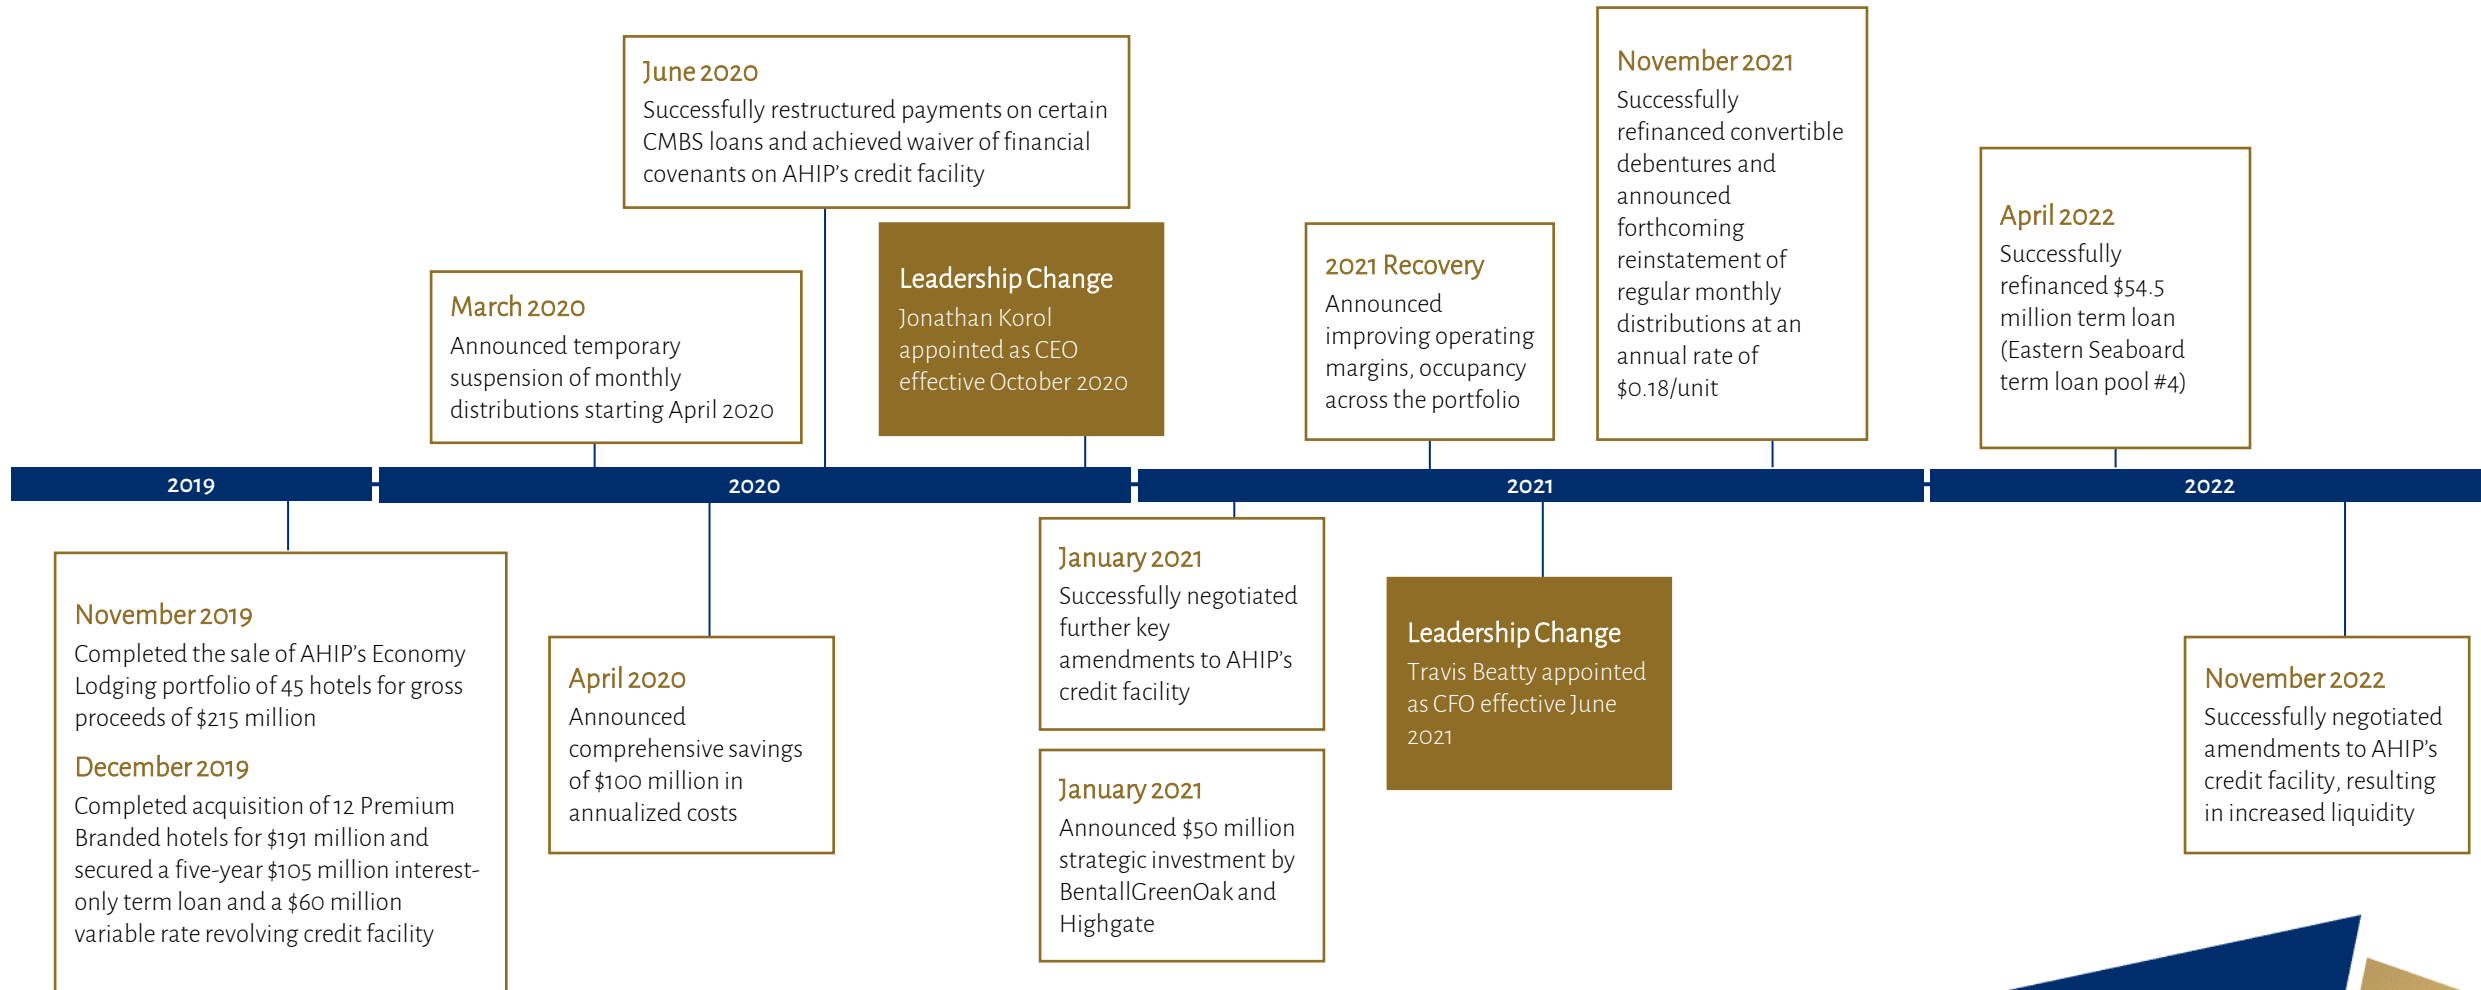 June 2020
Successfully restructured payments on certain
CMBS loans and achieved waiver of financial
covenants on AHIP's credit facility
November 2021
Successfully
refinanced convertible
debentures and
announced
forthcoming
reinstatement of
regular monthly
distributions at an
annual rate of
$0.18/unit
April 2022
Successfully
refinanced $54.5
million term loan
(Eastern Seaboard
term loan pool #4)
March 2020
Announced temporary
suspension of monthly
distributions starting April 2020
Leadership Change
Jonathan Korol
appointed as CEO
effective October 2020
2021 Recovery
Announced
improving operating
margins, occupancy
across the portfolio
2019
2020
2021
2022
November 2019
Completed the sale of AHIP's Economy
Lodging portfolio of 45 hotels for gross
proceeds of $215 million
December 2019
Completed acquisition of 12 Premium
Branded hotels for $191 million and
secured a five-year $105 million interest-
only term loan and a $60 million
variable rate revolving credit facility
April 2020
Announced
comprehensive savings
of $100 million in
annualized costs
January 2021
Successfully negotiated
further key
amendments to AHIP's
credit facility
January 2021
Announced $50 million
strategic investment by
BentallGreenOak and
Highgate
Leadership Change
Travis Beatty appointed
as CFO effective June
2021
November 2022
Successfully negotiated
amendments to AHIP's
credit facility, resulting
in increased liquidity